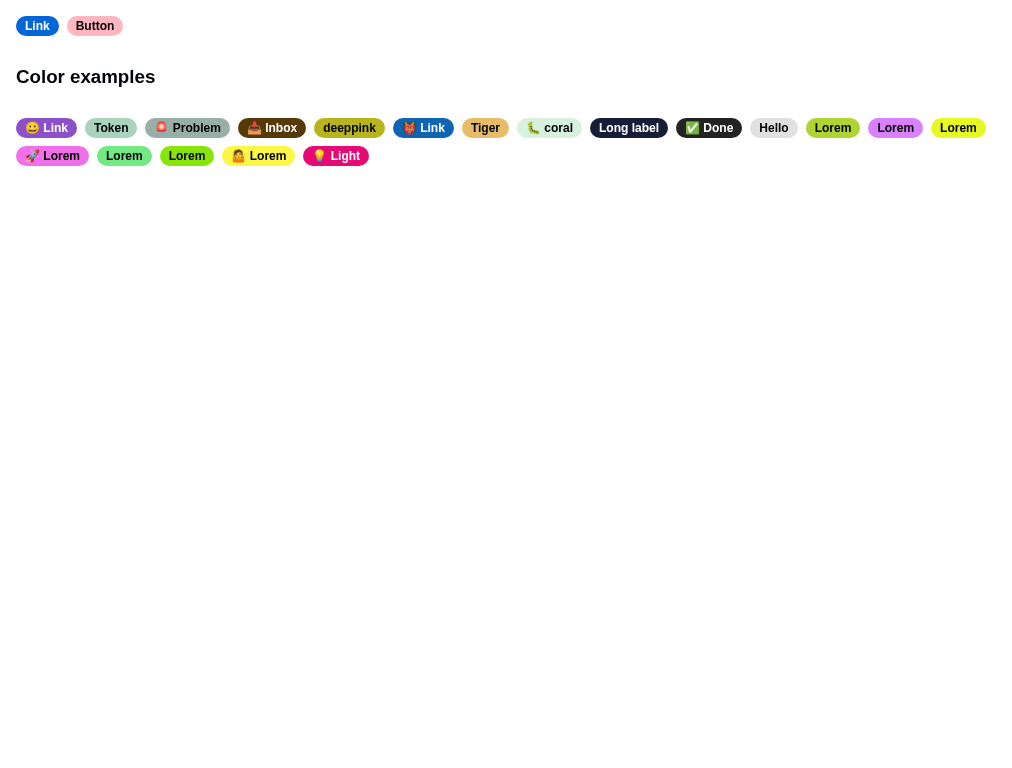 Link Button
Color examples
😀 Link Token 🚨 Problem 📥 Inbox deeppink 👹 Link Tiger 🐛 coral Long label ✅ Done Hello Lorem Lorem Lorem
🚀 Lorem Lorem Lorem 🤷 Lorem 💡 Light